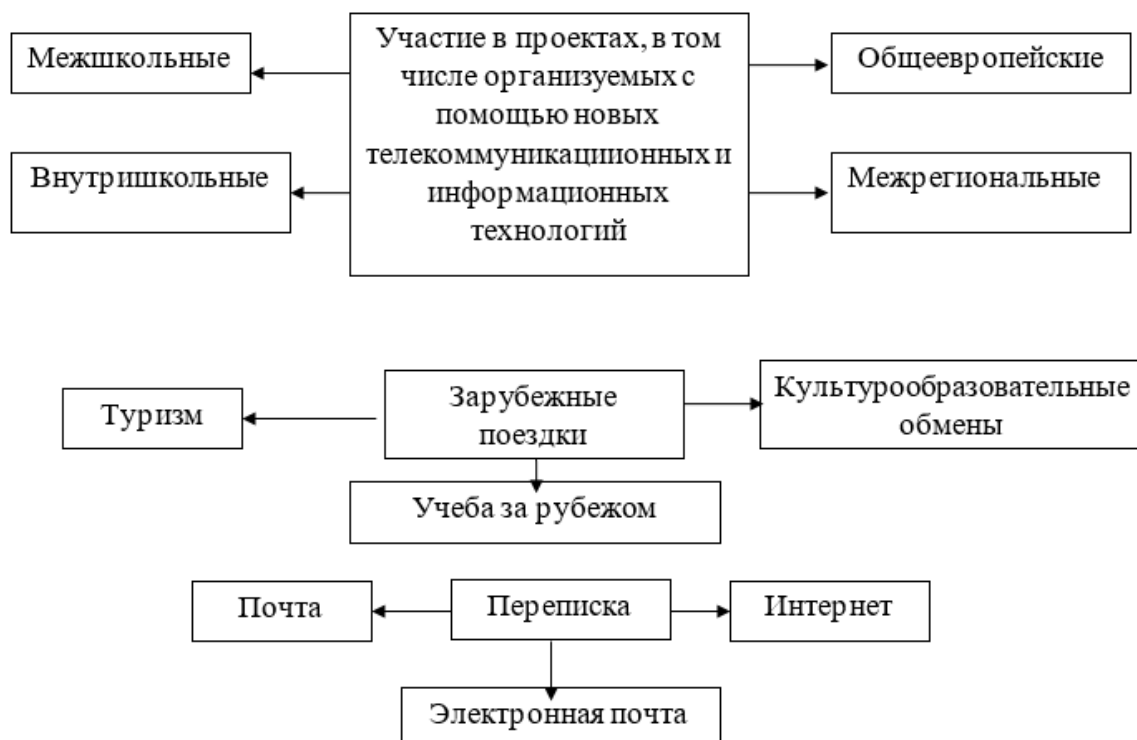 Межшкольные
Внутришкольные
Участие в проектах, в том
числе организуемых с
помощью новых
телекоммуникациионных и
информационных
технологий
Общеевропейские
Межрегиональные
Туризм
Зарубежные
поездки
Культурообразовательные
обмены
Учеба за рубежом
Почта
Переписка
Интернет
Электронная почта